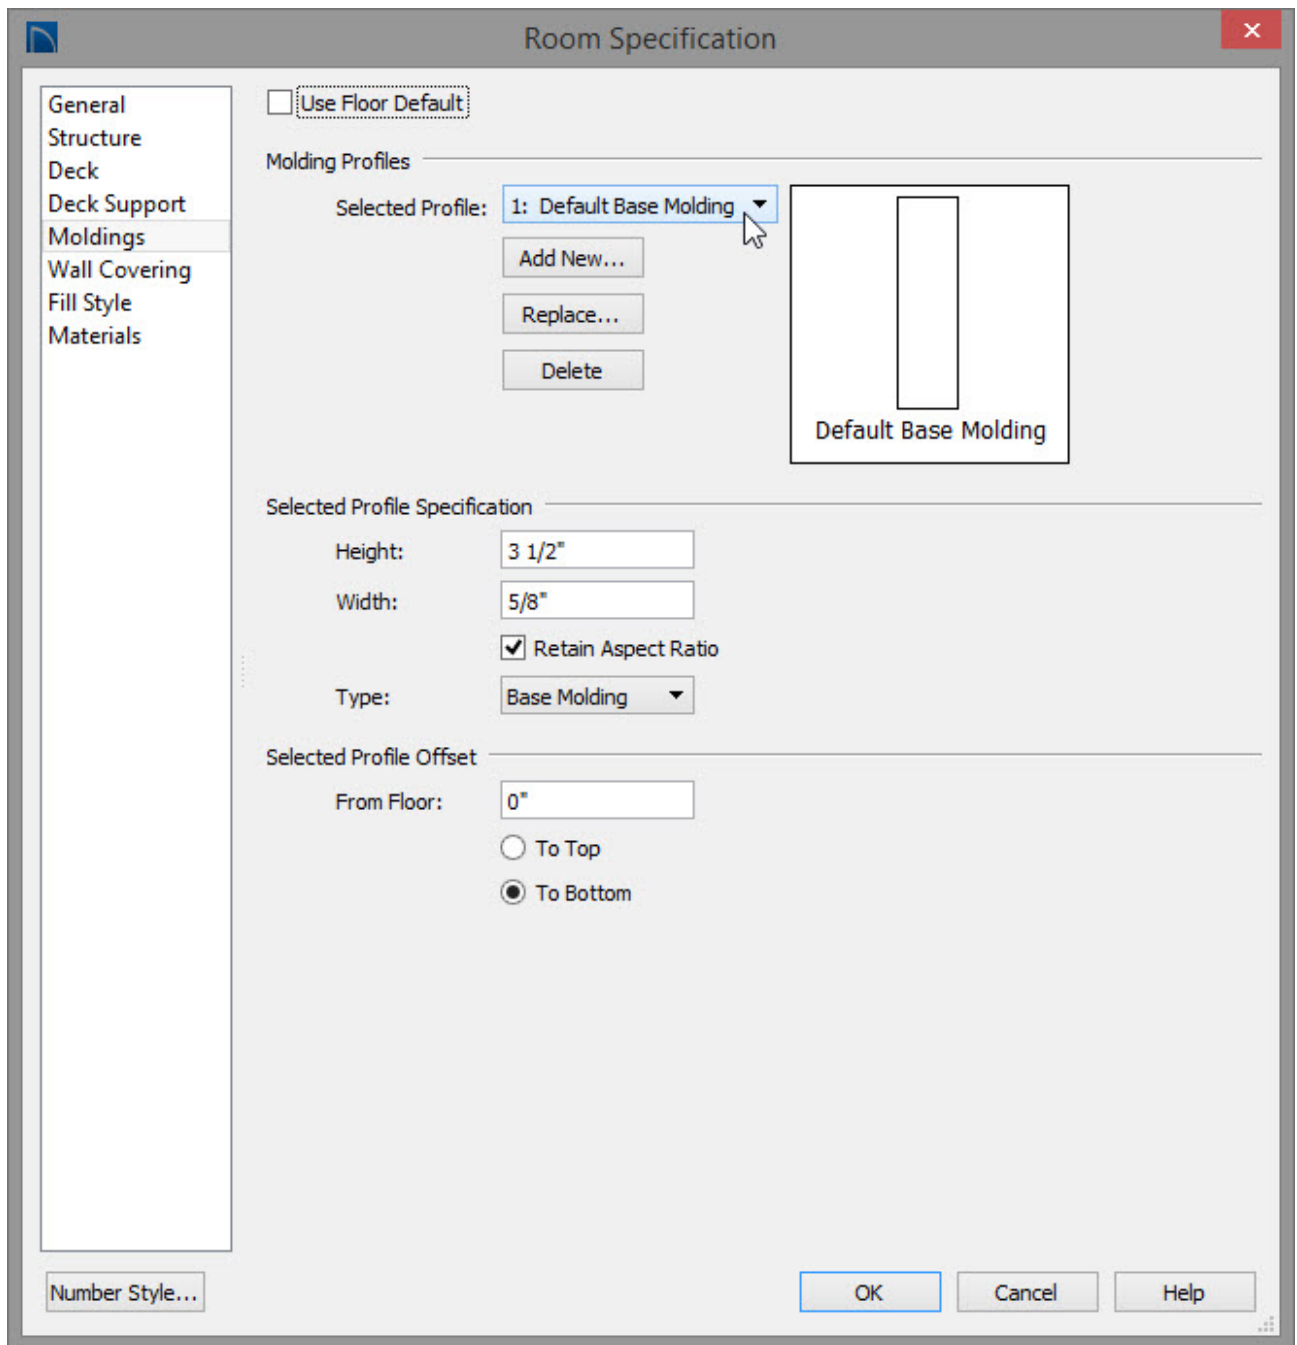 Room Specification
General
Structure
Deck
Deck Support
Moldings
Wall Covering
Fill Style
Materials
Use Floor Default
Molding Profiles
Selected Profile: 1: Default Base Molding
Add New...
Replace...
Delete
Default Base Molding
Selected Profile Specification
Height: 3 1/2"
Width: 5/8"
Retain Aspect Ratio
Type: Base Molding
Selected Profile Offset
From Floor: 0"
To Top
To Bottom
Number Style... OK Cancel Help